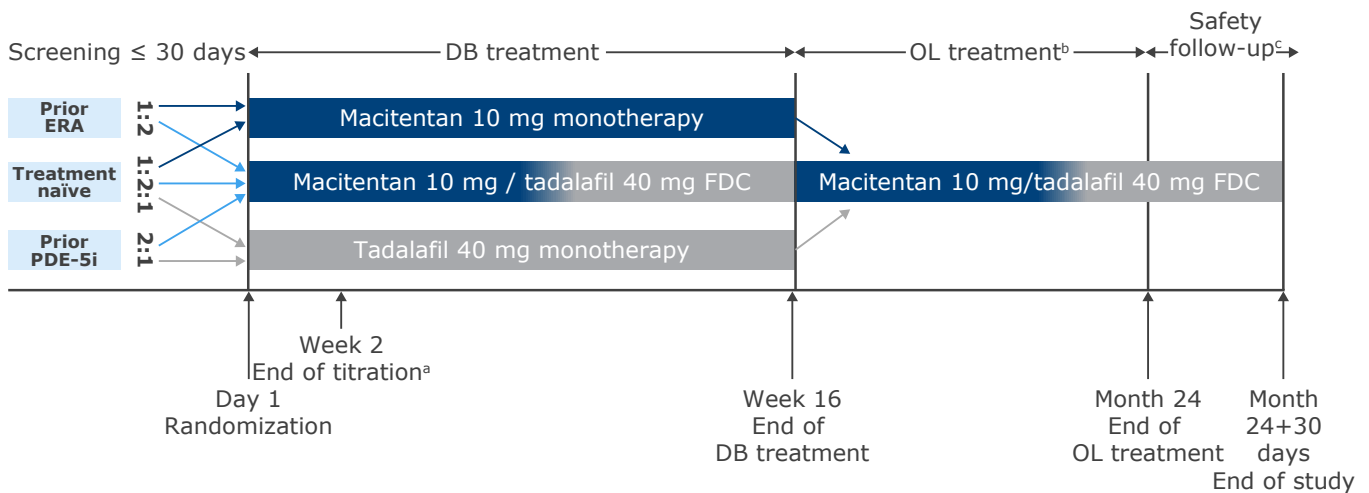 Safety
Screening ≤ 30 days
DB treatment
OL treatmentᵇ
follow-upᶜ
Prior
ERA
1:2
Macitentan 10 mg monotherapy
Treatment
naïve
1:2:1
Macitentan 10 mg / tadalafil 40 mg FDC
Macitentan 10 mg/tadalafil 40 mg FDC
Prior
PDE-5i
2:1
Tadalafil 40 mg monotherapy
Week 2
End of titrationᵃ
Day 1
Randomization
Week 16
End of
DB treatment
Month 24
End of
OL treatment
Month
24+30
days
End of study